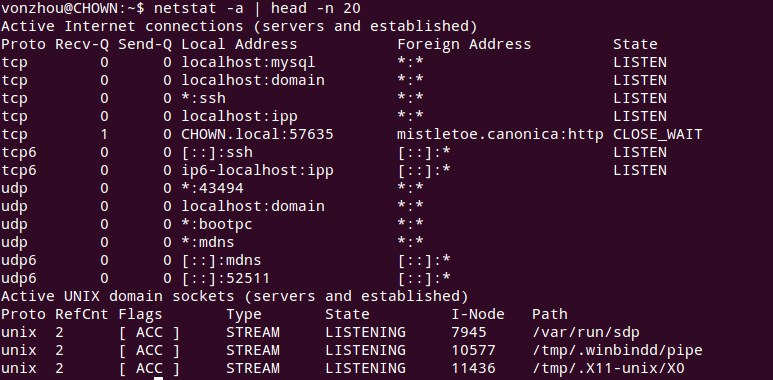 vonzhou@CHOWN:~$ netstat -a | head -n 20
Active Internet connections (servers and established)
Proto Recv-Q Send-Q Local Address           Foreign Address         State
tcp        0      0 localhost:mysql         *:*                     LISTEN
tcp        0      0 localhost:domain        *:*                     LISTEN
tcp        0      0 *:ssh                   *:*                     LISTEN
tcp        0      0 localhost:ipp           *:*                     LISTEN
tcp        1      0 CHOWN.local:57635       mistletoe.canonica:http CLOSE_WAIT
tcp6       0      0 [::]:ssh                [::]:*                  LISTEN
tcp6       0      0 ip6-localhost:ipp       [::]:*                  LISTEN
udp        0      0 *:43494                 *:*
udp        0      0 localhost:domain        *:*
udp        0      0 *:bootpc                *:*
udp        0      0 *:mdns                  *:*
udp6       0      0 [::]:mdns               [::]:*
udp6       0      0 [::]:52511              [::]:*
Active UNIX domain sockets (servers and established)
Proto RefCnt Flags       Type       State         I-Node   Path
unix  2      [ ACC ]     STREAM     LISTENING     7945     /var/run/sdp
unix  2      [ ACC ]     STREAM     LISTENING     10577    /tmp/.winbindd/pipe
unix  2      [ ACC ]     STREAM     LISTENING     11436    /tmp/.X11-unix/X0